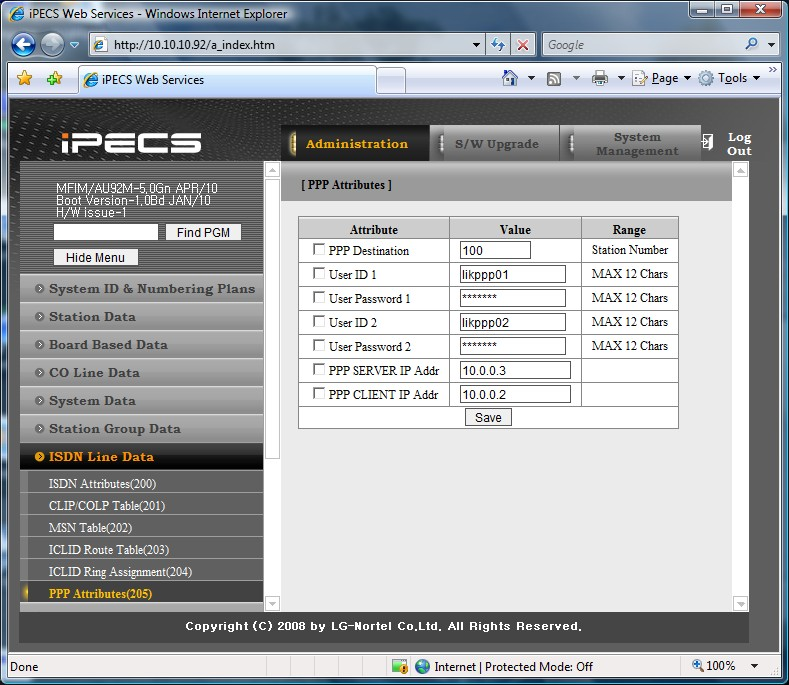 iPECS Web Services - Windows Internet Explorer
http://10.10.10.92/a_index.htm
Google
iPECS Web Services
Page
Tools
iPECS
Administration
S/W Upgrade
System Management
Log Out
MFIM/AU92M-5.0Gn APR/10
Boot Version-1.0Bd JAN/10
H/W issue-1
Find PGM
Hide Menu
System ID & Numbering Plans
Station Data
Board Based Data
CO Line Data
System Data
Station Group Data
ISDN Line Data
ISDN Attributes(200)
CLIP/COLP Table(201)
MSN Table(202)
ICLID Route Table(203)
ICLID Ring Assignment(204)
PPP Attributes(205)
[ PPP Attributes ]
Attribute Value Range
PPP Destination 100 Station Number
User ID 1 likppp01 MAX 12 Chars
User Password 1 ******* MAX 12 Chars
User ID 2 likppp02 MAX 12 Chars
User Password 2 ******* MAX 12 Chars
PPP SERVER IP Addr 10.0.0.3
PPP CLIENT IP Addr 10.0.0.2
Save
Copyright (C) 2008 by LG-Nortel Co,Ltd. All Rights Reserved.
Done
Internet | Protected Mode: Off
100%